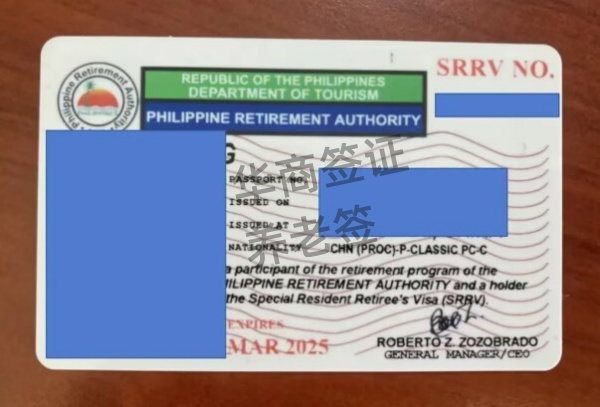 Philippine Retirement Authority
PHILIPPINES
REPUBLIC OF THE PHILIPPINES
DEPARTMENT OF TOURISM
PHILIPPINE RETIREMENT AUTHORITY
SRRV NO.
G
PASSPORT NO.
ISSUED ON
ISSUED AT
NATIONALITY CHN (PROC)-P-CLASSIC PC-C
a participant of the retirement program of the
HILIPPINE RETIREMENT AUTHORITY and a holder
the Special Resident Retiree's Visa (SRRV).
EXPIRES
MAR 2025
ROBERTO Z. ZOZOBRADO
GENERAL MANAGER/CEO
华商签证
养老签